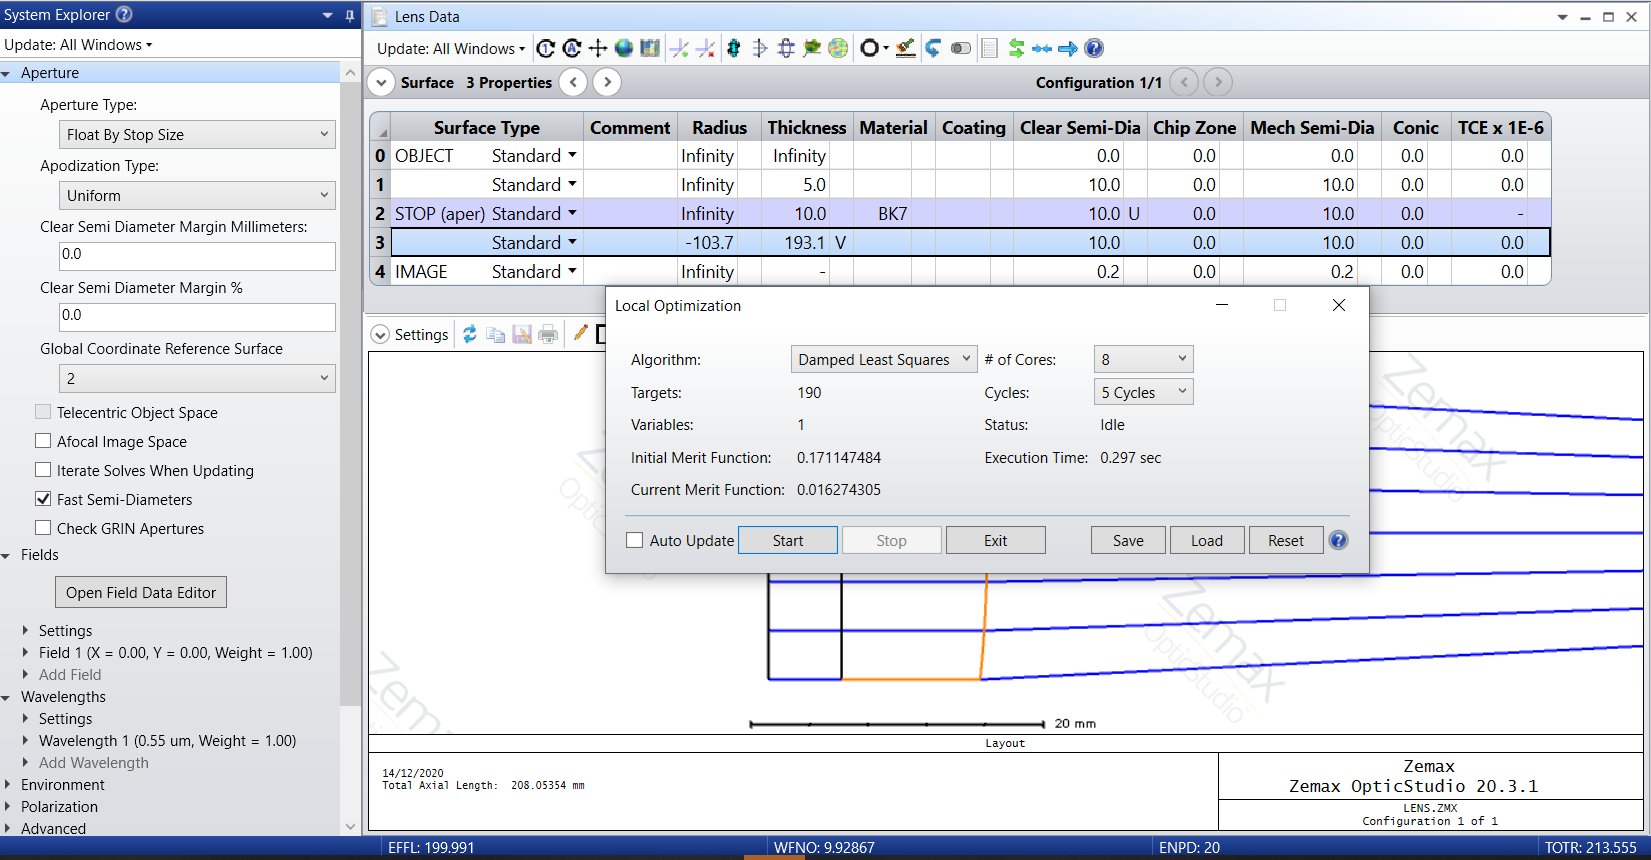 System Explorer ?
Update: All Windows
Aperture
Aperture Type:
Float By Stop Size
Apodization Type:
Uniform
Clear Semi Diameter Margin Millimeters:
0.0
Clear Semi Diameter Margin %
0.0
Global Coordinate Reference Surface
2
Telecentric Object Space
Afocal Image Space
Iterate Solves When Updating
Fast Semi-Diameters
Check GRIN Apertures
Fields
Open Field Data Editor
Settings
Field 1 (X = 0.00, Y = 0.00, Weight = 1.00)
Add Field
Wavelengths
Settings
Wavelength 1 (0.55 um, Weight = 1.00)
Add Wavelength
Environment
Polarization
Advanced
Lens Data
Update: All Windows
Surface 3 Properties Configuration 1/1
Surface Type Comment Radius Thickness Material Coating Clear Semi-Dia Chip Zone Mech Semi-Dia Conic TCE x 1E-6
0 OBJECT Standard Infinity Infinity 0.0 0.0 0.0 0.0 0.0
1 Standard Infinity 5.0 10.0 0.0 10.0 0.0 0.0
2 STOP (aper) Standard Infinity 10.0 BK7 10.0 U 0.0 10.0 0.0 -
3 Standard -103.7 193.1 V 10.0 0.0 10.0 0.0 0.0
4 IMAGE Standard Infinity - 0.2 0.0 0.2 0.0 0.0
Settings
Local Optimization
Algorithm: Damped Least Squares # of Cores: 8
Targets: 190 Cycles: 5 Cycles
Variables: 1 Status: Idle
Initial Merit Function: 0.171147484 Execution Time: 0.297 sec
Current Merit Function: 0.016274305
Auto Update Start Stop Exit Save Load Reset ?
Zemax
OpticStudio
Zemax
OpticStudio
Zemax
20 mm
Layout
14/12/2020
Total Axial Length: 208.05354 mm
Zemax
Zemax OpticStudio 20.3.1
LENS.ZMX
Configuration 1 of 1
EFFL: 199.991 WFNO: 9.92867 ENPD: 20 TOTR: 213.555